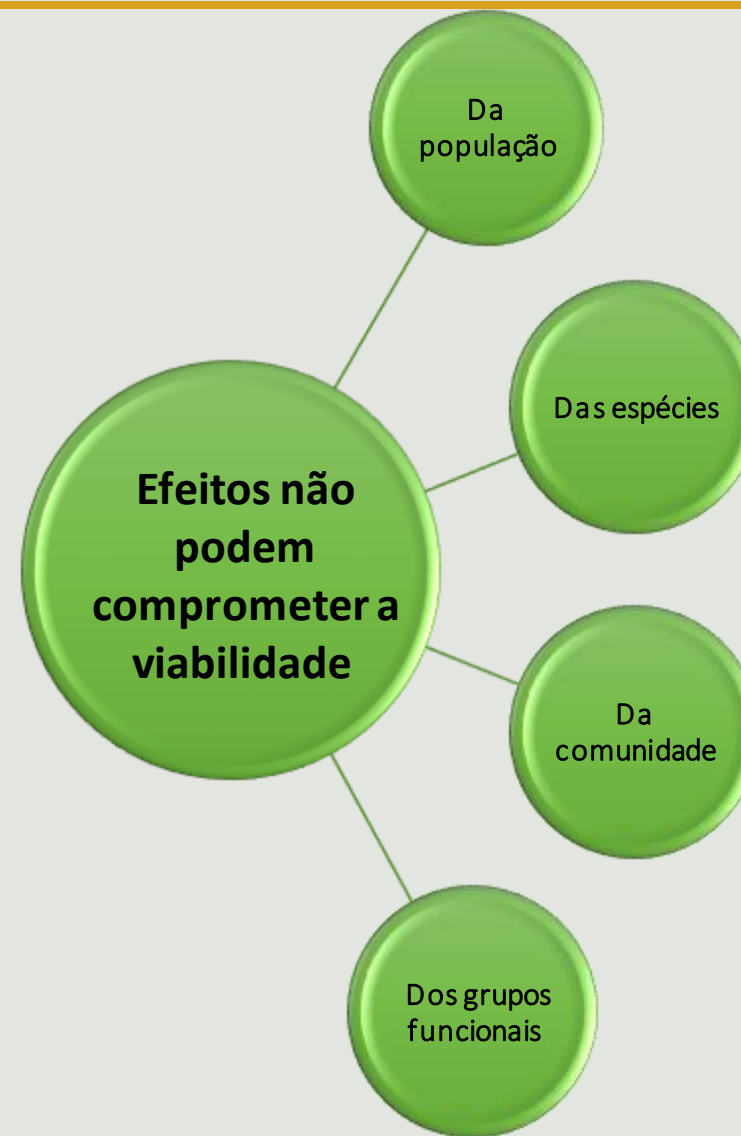 Da
população
Das espécies
Efeitos não
podem
comprometer a
viabilidade
Da
comunidade
Dos grupos
funcionais